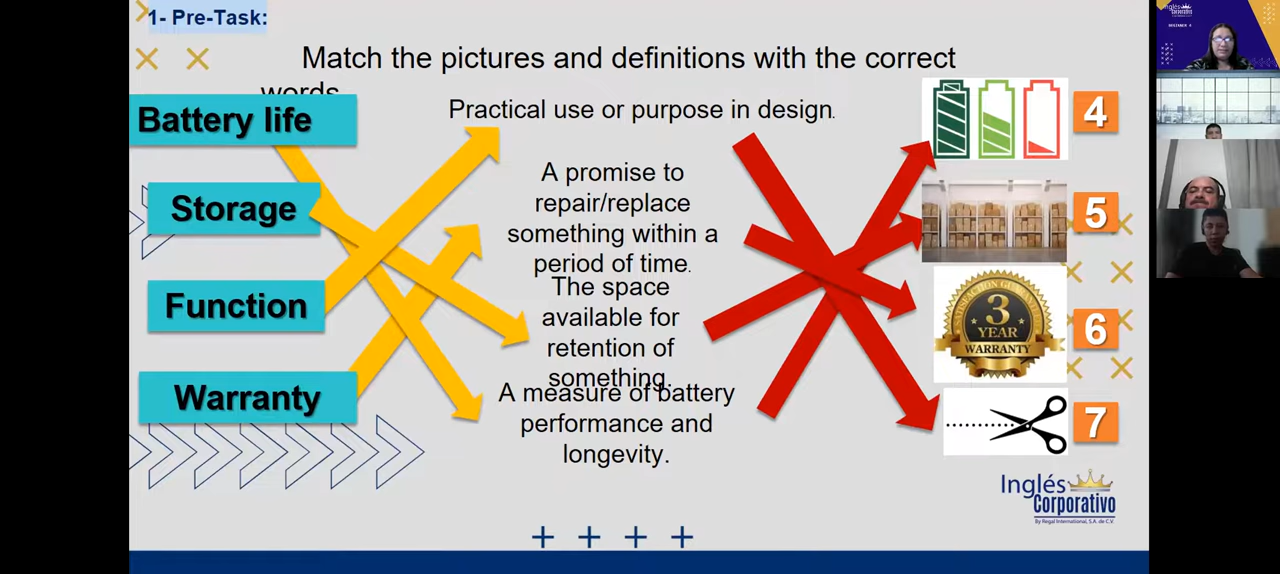 1- Pre-Task:
Match the pictures and definitions with the correct
words
Battery life
Storage
Function
Warranty
Practical use or purpose in design.
A promise to
repair/replace
something within a
period of time.
The space
available for
retention of
something.
A measure of battery
performance and
longevity.
4
5
6
7
3
YEAR
WARRANTY
Inglés
Corporativo
By Regal International, S.A. de C.V.